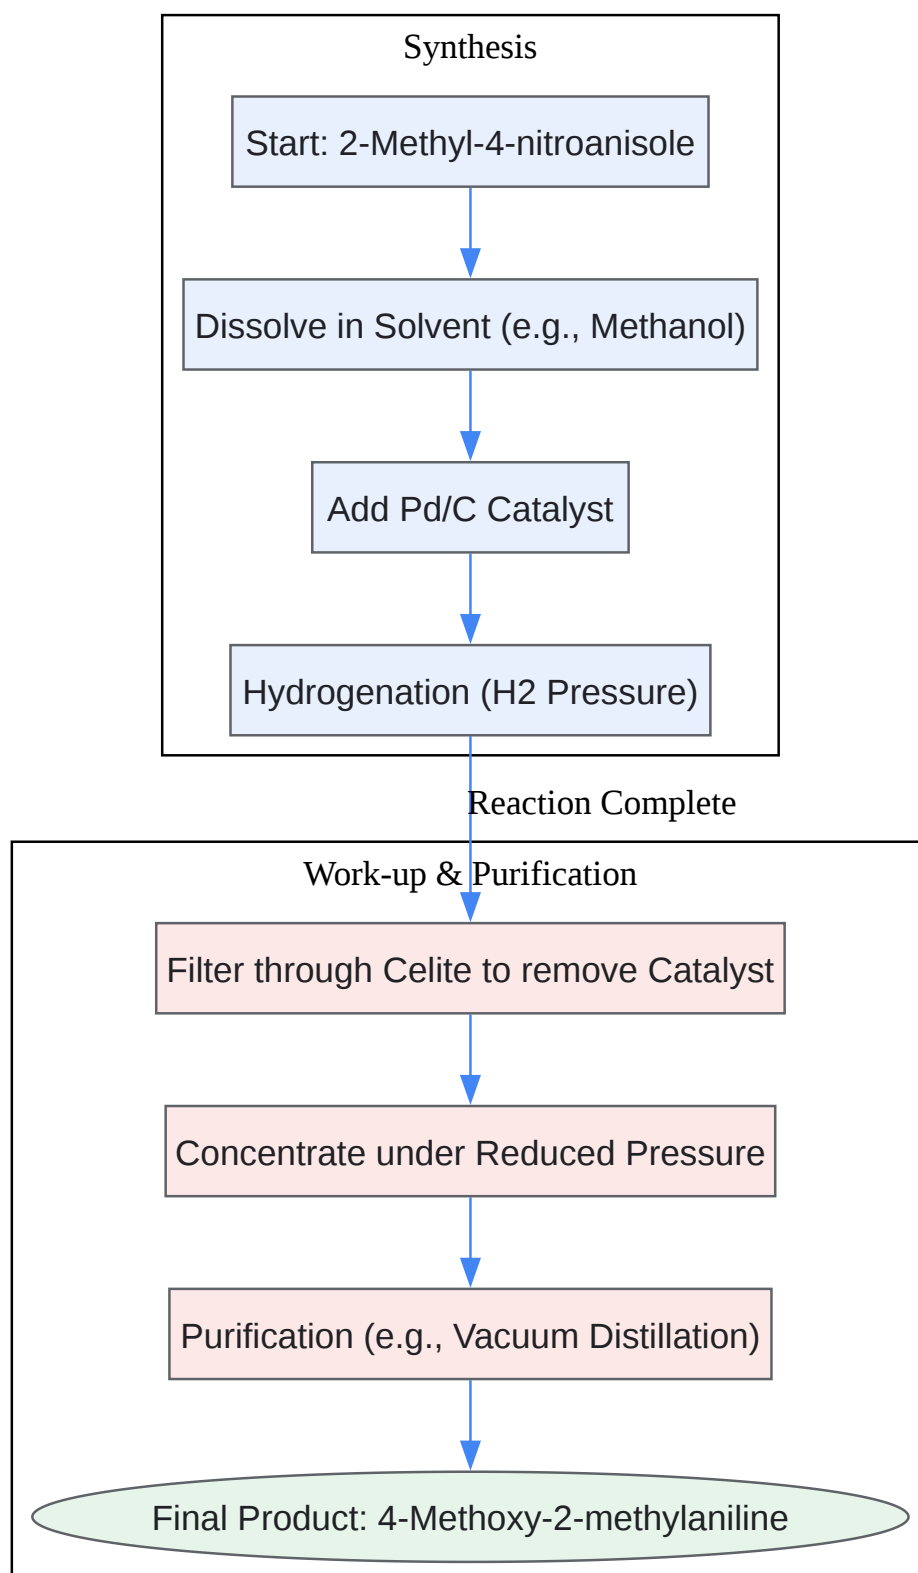 Synthesis
Start: 2-Methyl-4-nitroanisole
Dissolve in Solvent (e.g., Methanol)
Add Pd/C Catalyst
Hydrogenation (H2 Pressure)
Reaction Complete
Work-up & Purification
Filter through Celite to remove Catalyst
Concentrate under Reduced Pressure
Purification (e.g., Vacuum Distillation)
Final Product: 4-Methoxy-2-methylaniline